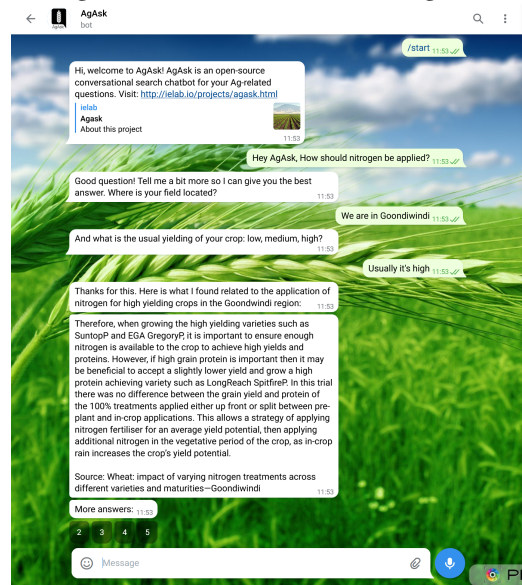 AgAsk
bot
AgAsk
/start 11:53
Hi, welcome to AgAsk! AgAsk is an open-source
conversational search chatbot for your Ag-related
questions. Visit: http://ielab.io/projects/agask.html
ielab
Agask
About this project
11:53
Hey AgAsk, How should nitrogen be applied? 11:53
Good question! Tell me a bit more so I can give you the best
answer. Where is your field located?
11:53
We are in Goondiwindi 11:53
And what is the usual yielding of your crop: low, medium, high?
11:53
Usually it's high 11:53
Thanks for this. Here is what I found related to the application of
nitrogen for high yielding crops in the Goondwindi region:
11:53
Therefore, when growing the high yielding varieties such as
SuntopP and EGA GregoryP, it is important to ensure enough
nitrogen is available to the crop to achieve high yields and
proteins. However, if high grain protein is important then it may
be beneficial to accept a slightly lower yield and grow a high
protein achieving variety such as LongReach SpitfireP. In this trial
there was no difference between the grain yield and protein of
the 100% treatments applied either up front or split between pre-
plant and in-crop applications. This allows a strategy of applying
nitrogen fertiliser for an average yield potential, then applying
additional nitrogen in the vegetative period of the crop, as in-crop
rain increases the crop's yield potential.
Source: Wheat: impact of varying nitrogen treatments across
different varieties and maturities—Goondiwindi
11:53
More answers: 11:53
2 3 4 5
Message